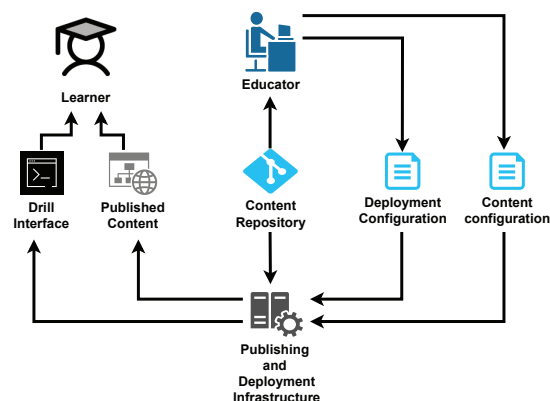 Learner
Educator
Drill
Interface
Published
Content
Content
Repository
Deployment
Configuration
Content
configuration
Publishing
and
Deployment
Infrastructure